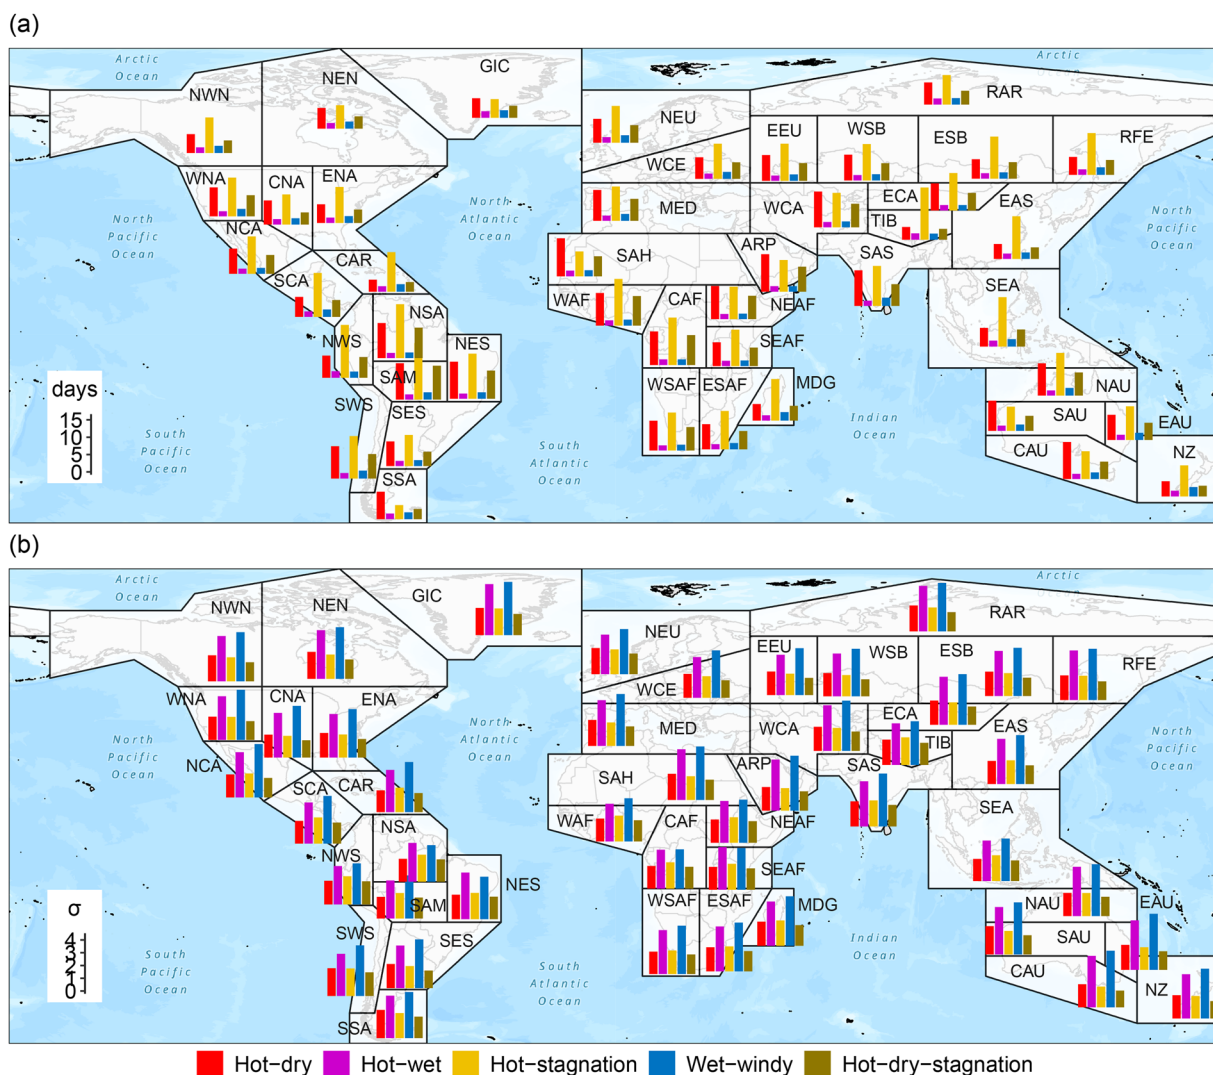 (a)
Arctic
Ocean
Arctic
GIC
NEN
NWN
RAR
NEU
EEU
WSB
ESB
RFE
WCE
WNA
CNA
ENA
ECA
EAS
MED
WCA
TIB
North
Pacific
Ocean
North
Atlantic
Ocean
North
Pacific
Ocean
NCA
CAR
SAH
ARP
SAS
SCA
SEA
WAF
CAF
NEAF
NSA
NWS
NES
SEAF
SAM
WSAF
ESAF
MDG
NAU
days
15
10
5
0
SWS
SES
SAU
EAU
South
Pacific
Ocean
South
Atlantic
Ocean
Indian
Ocean
CAU
NZ
SSA
(b)
Arctic
Ocean
Arctic
GIC
NWN
NEN
RAR
NEU
EEU
WSB
ESB
RFE
WCE
WNA
CNA
ENA
ECA
EAS
MED
WCA
TIB
North
Pacific
Ocean
North
Atlantic
Ocean
North
Pacific
Ocean
NCA
CAR
SAH
ARP
SAS
SCA
SEA
WAF
CAF
NEAF
NSA
NWS
NES
SEAF
SAM
WSAF
ESAF
MDG
NAU
EAU
σ
4
3
2
1
0
SWS
SES
SAU
South
Pacific
Ocean
South
Atlantic
Ocean
Indian
Ocean
CAU
NZ
SSA
Hot−dry Hot−wet Hot−stagnation Wet−windy Hot−dry−stagnation